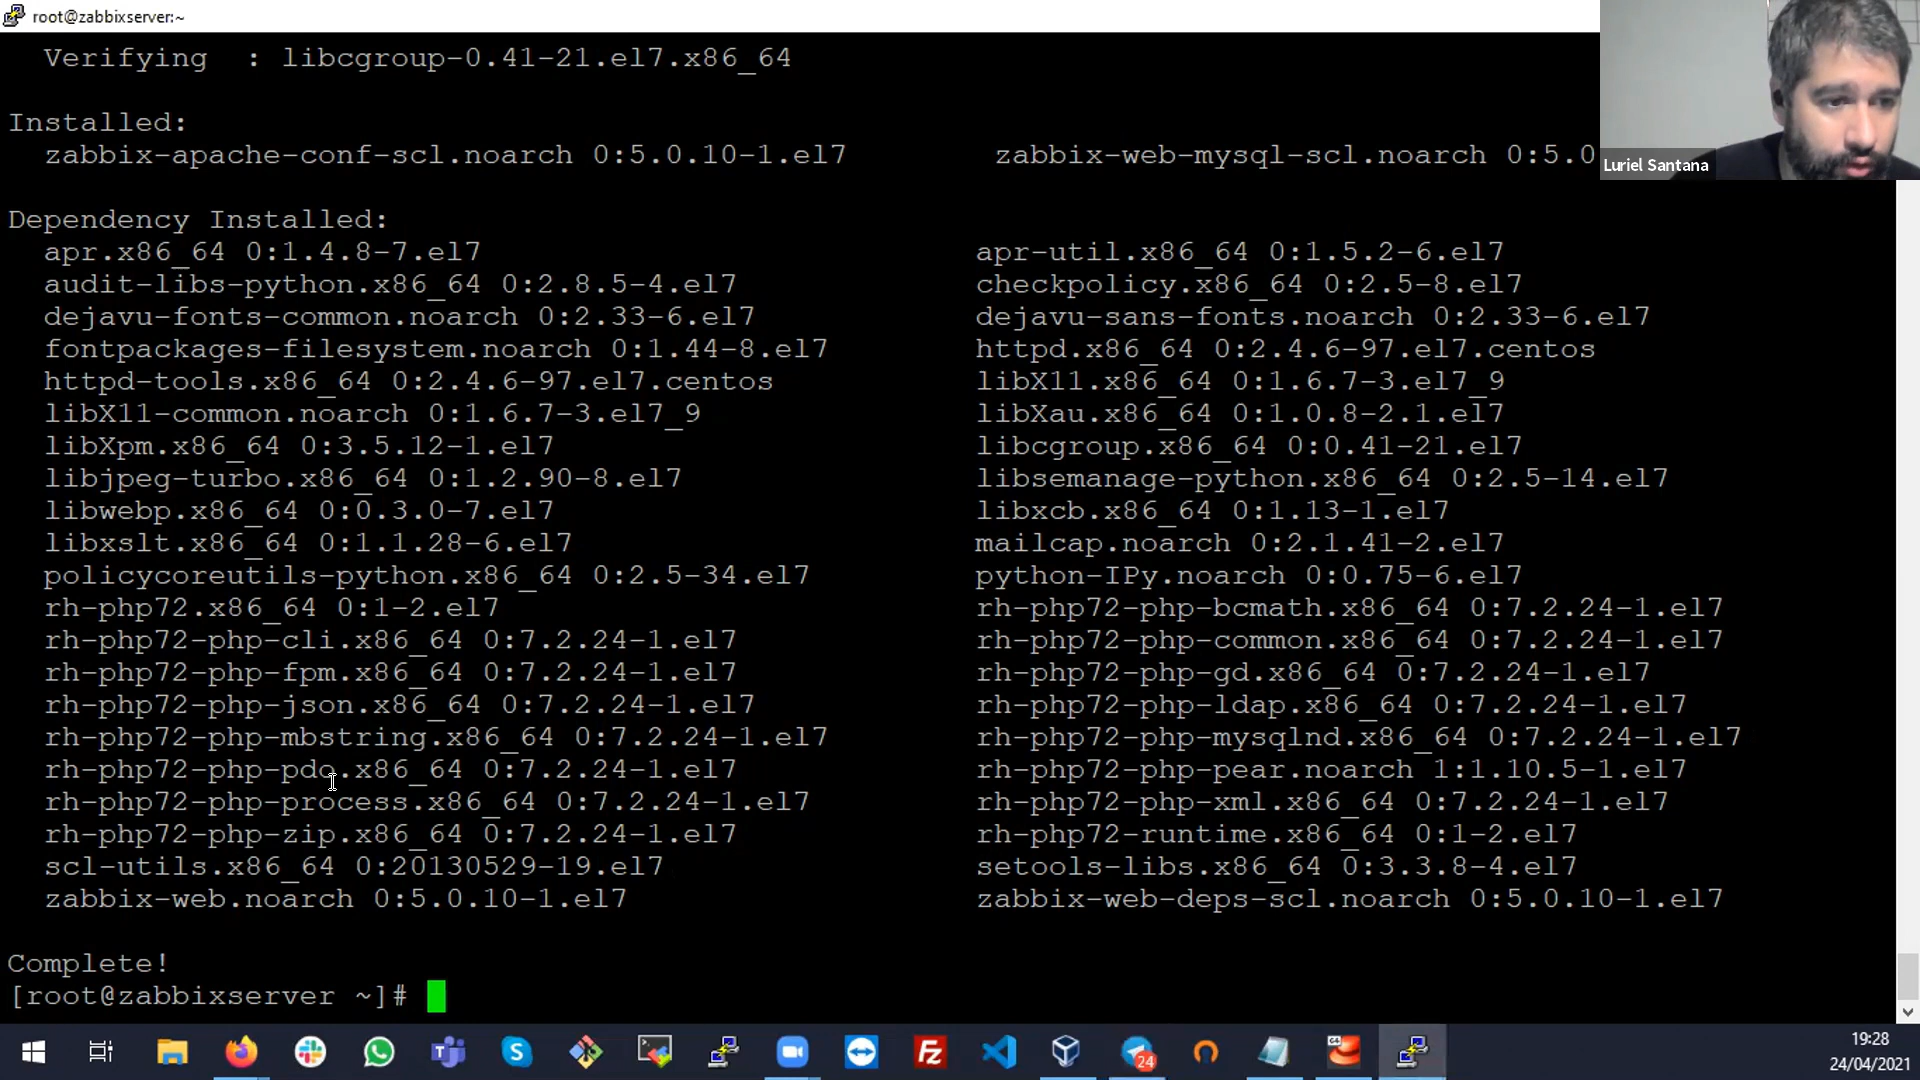 root@zabbixserver:~
Verifying : libcgroup-0.41-21.el7.x86_64
Installed:
zabbix-apache-conf-scl.noarch 0:5.0.10-1.el7 zabbix-web-mysql-scl.noarch 0:5.0
Luriel Santana
Dependency Installed:
apr.x86_64 0:1.4.8-7.el7 apr-util.x86_64 0:1.5.2-6.el7
audit-libs-python.x86_64 0:2.8.5-4.el7 checkpolicy.x86_64 0:2.5-8.el7
dejavu-fonts-common.noarch 0:2.33-6.el7 dejavu-sans-fonts.noarch 0:2.33-6.el7
fontpackages-filesystem.noarch 0:1.44-8.el7 httpd.x86_64 0:2.4.6-97.el7.centos
httpd-tools.x86_64 0:2.4.6-97.el7.centos libX11.x86_64 0:1.6.7-3.el7_9
libX11-common.noarch 0:1.6.7-3.el7_9 libXau.x86_64 0:1.0.8-2.1.el7
libXpm.x86_64 0:3.5.12-1.el7 libcgroup.x86_64 0:0.41-21.el7
libjpeg-turbo.x86_64 0:1.2.90-8.el7 libsemanage-python.x86_64 0:2.5-14.el7
libwebp.x86_64 0:0.3.0-7.el7 libxcb.x86_64 0:1.13-1.el7
libxslt.x86_64 0:1.1.28-6.el7 mailcap.noarch 0:2.1.41-2.el7
policycoreutils-python.x86_64 0:2.5-34.el7 python-IPy.noarch 0:0.75-6.el7
rh-php72.x86_64 0:1-2.el7 rh-php72-php-bcmath.x86_64 0:7.2.24-1.el7
rh-php72-php-cli.x86_64 0:7.2.24-1.el7 rh-php72-php-common.x86_64 0:7.2.24-1.el7
rh-php72-php-fpm.x86_64 0:7.2.24-1.el7 rh-php72-php-gd.x86_64 0:7.2.24-1.el7
rh-php72-php-json.x86_64 0:7.2.24-1.el7 rh-php72-php-ldap.x86_64 0:7.2.24-1.el7
rh-php72-php-mbstring.x86_64 0:7.2.24-1.el7 rh-php72-php-mysqlnd.x86_64 0:7.2.24-1.el7
rh-php72-php-pdo.x86_64 0:7.2.24-1.el7 rh-php72-php-pear.noarch 1:1.10.5-1.el7
rh-php72-php-process.x86_64 0:7.2.24-1.el7 rh-php72-php-xml.x86_64 0:7.2.24-1.el7
rh-php72-php-zip.x86_64 0:7.2.24-1.el7 rh-php72-runtime.x86_64 0:1-2.el7
scl-utils.x86_64 0:20130529-19.el7 setools-libs.x86_64 0:3.3.8-4.el7
zabbix-web.noarch 0:5.0.10-1.el7 zabbix-web-deps-scl.noarch 0:5.0.10-1.el7
Complete!
[root@zabbixserver ~]#
24
64
19:28
24/04/2021